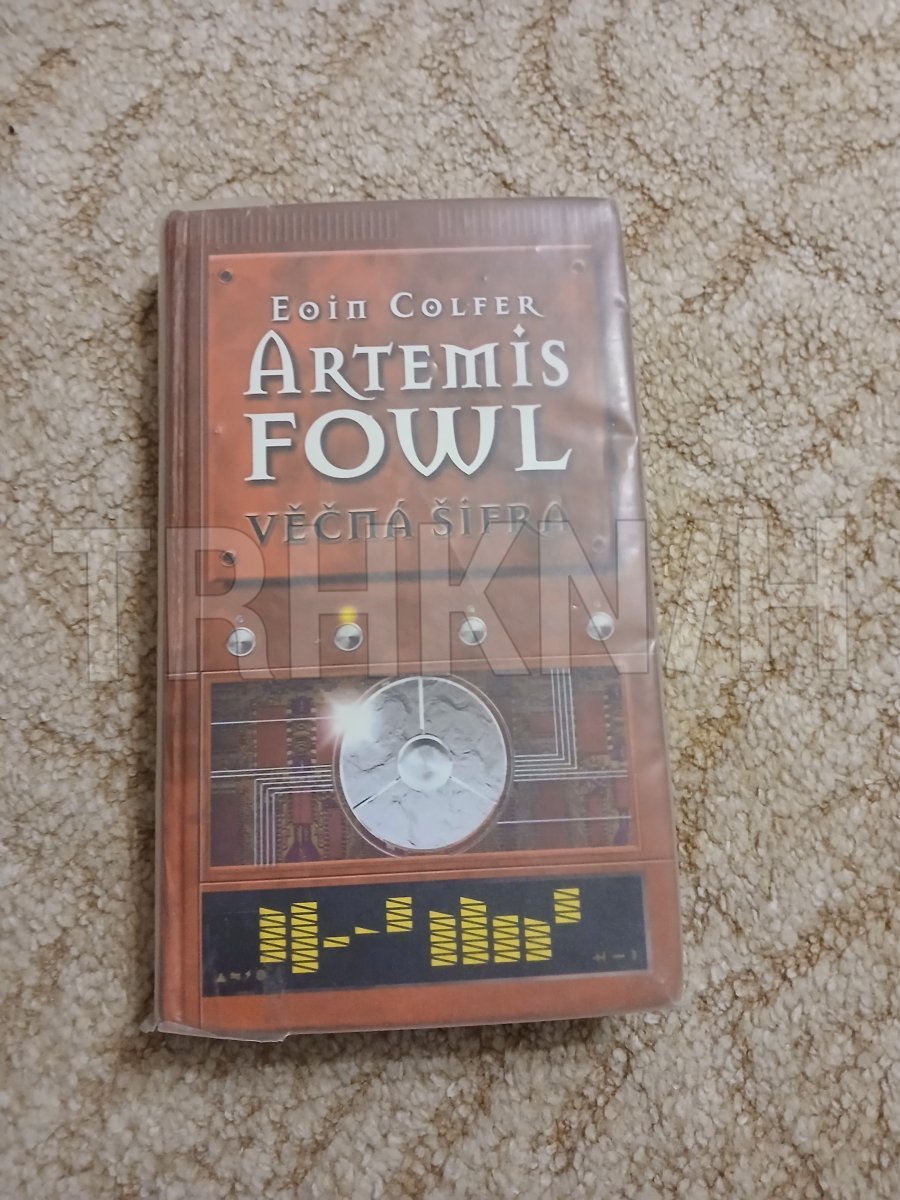 Eoin Colfer
Artemis
Fowl
Věčná šifra
TRHKNIH